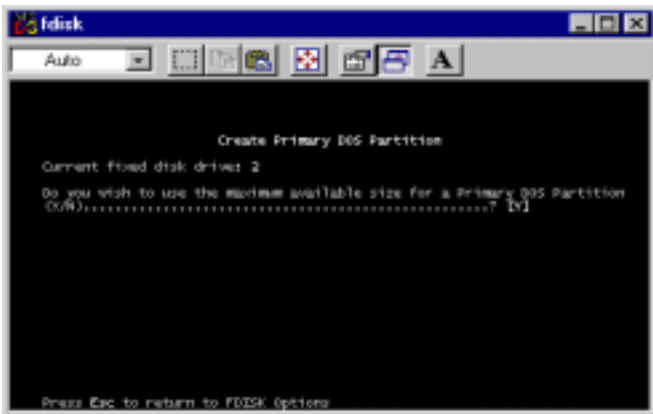 fdisk
Auto
A
Create Primary DOS Partition
Current fixed disk drive: 2
Do you wish to use the maximum available size for a Primary DOS Partition
(Y/N)..................................................? [Y]
Press Esc to return to FDISK Options